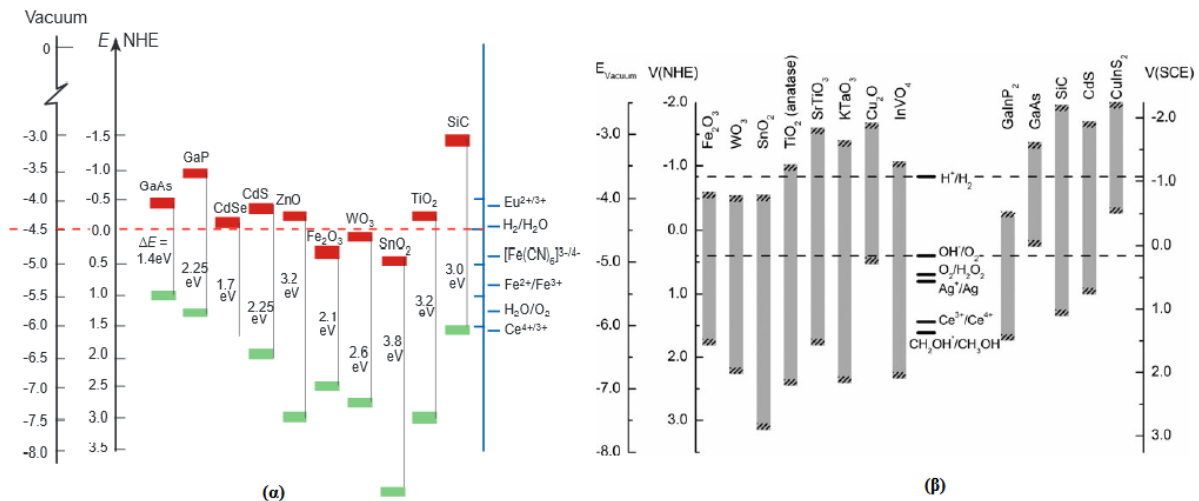 Vacuum
E NHE
0
-3.0
-3.5
-4.0
-4.5
-5.0
-5.5
-6.0
-6.5
-7.0
-7.5
-8.0
-1.5
-1.0
-0.5
0.0
0.5
1.0
1.5
2.0
2.5
3.0
3.5
GaAs
ΔE =
1.4eV
GaP
2.25
eV
CdSe
1.7
eV
CdS
2.25
eV
ZnO
3.2
eV
Fe2O3
2.1
eV
WO3
2.6
eV
SnO2
3.8
eV
TiO2
3.2
eV
SiC
3.0
eV
Eu2+/3+
H2/H2O
[Fe(CN)6]3-/4-
Fe2+/Fe3+
H2O/O2
Ce4+/3+
(α)
EVacuum
V(NHE)
V(SCE)
-3.0
-4.0
-5.0
-6.0
-7.0
-8.0
-2.0
-1.0
0.0
1.0
2.0
3.0
Fe2O3
WO3
SnO2
TiO2 (anatase)
SrTiO3
KTaO3
Cu2O
InVO4
H+/H2
OH-/O2
O2/H2O2
Ag+/Ag
Ce3+/Ce4+
CH2OH·/CH3OH
GaInP2
GaAs
SiC
CdS
CuInS2
-2.0
-1.0
0.0
1.0
2.0
3.0
(β)